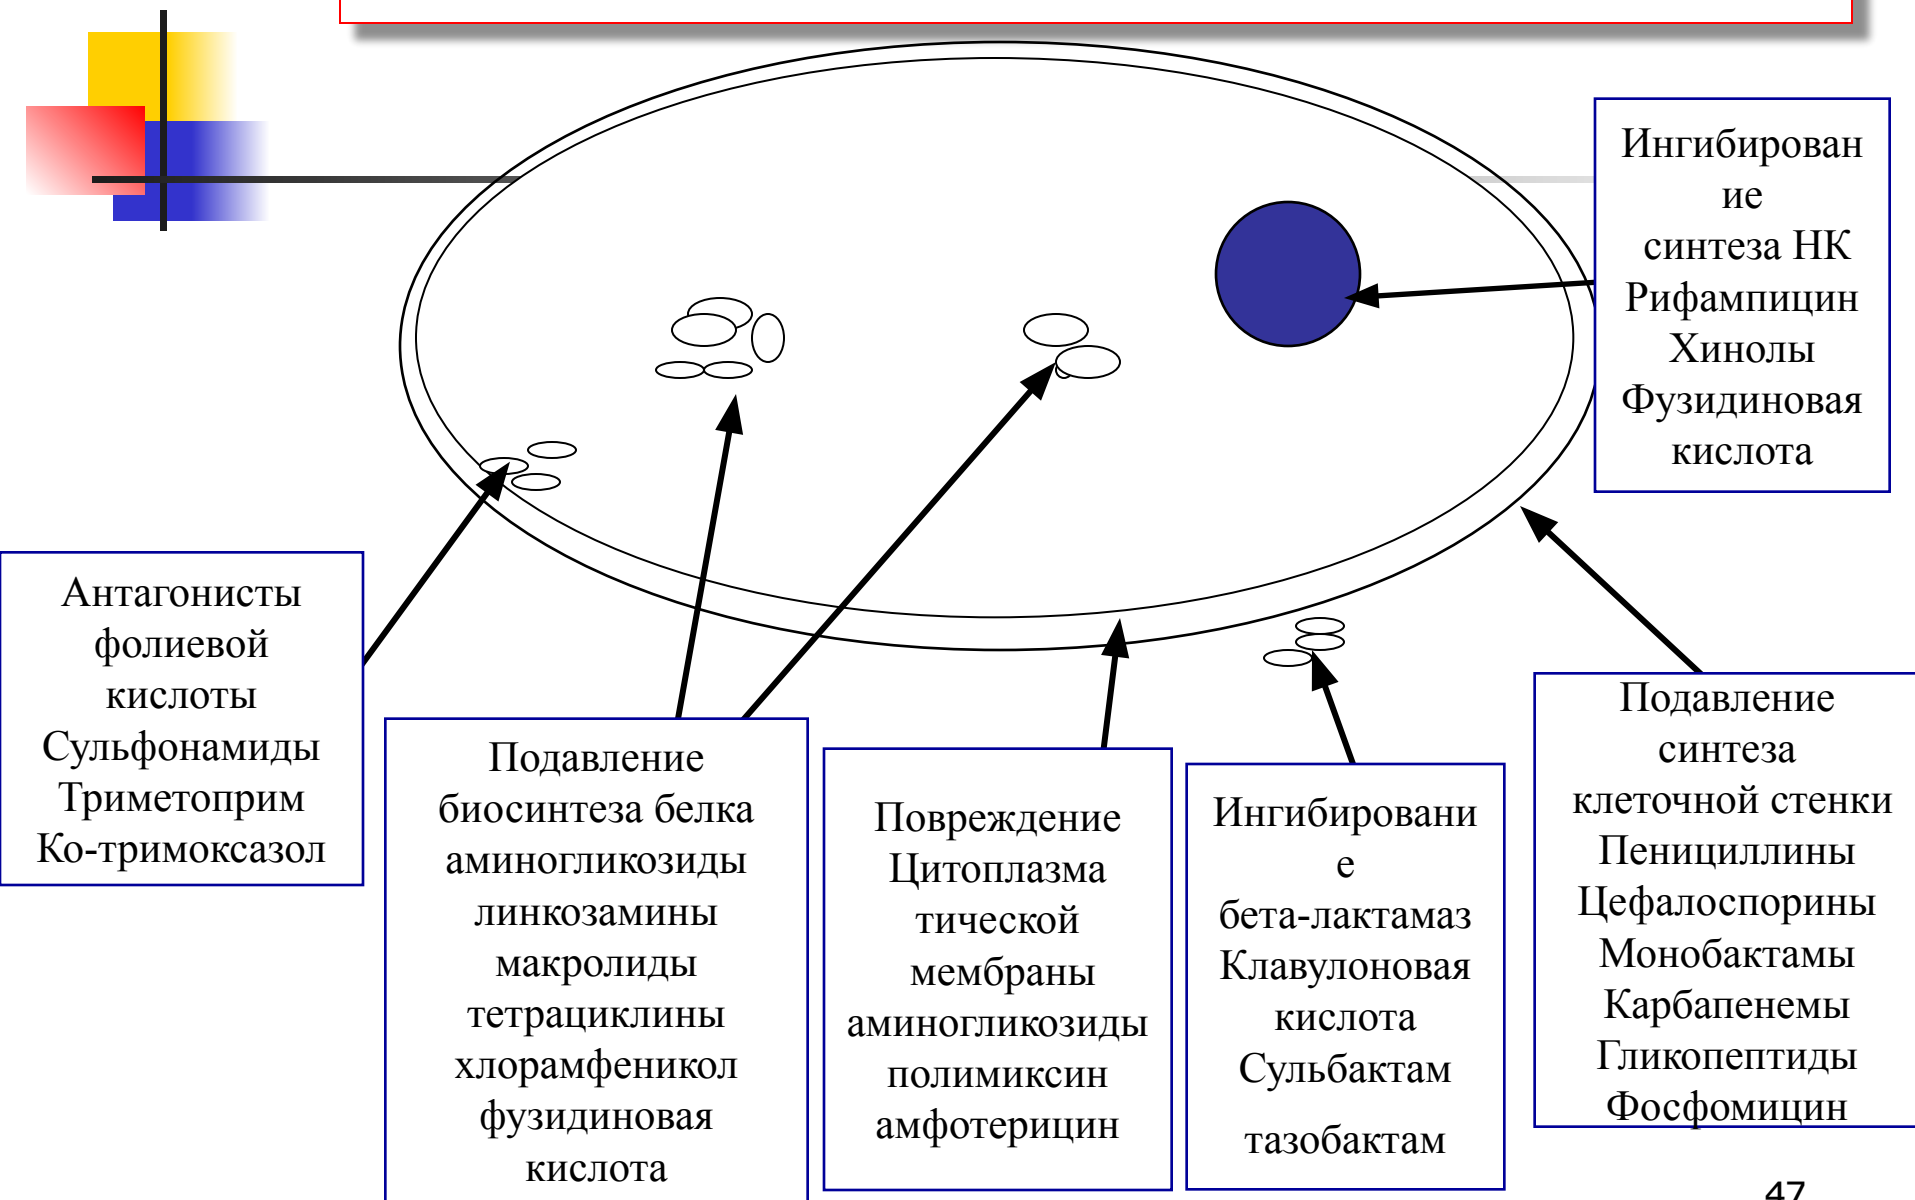 Ингибирован
ие
синтеза НК
Рифампицин
Хинолы
Фузидиновая
кислота
Антагонисты
фолиевой
кислоты
Сульфонамиды
Триметоприм
Ко-тримоксазол
Подавление
биосинтеза белка
аминогликозиды
линкозамины
макролиды
тетрациклины
хлорамфеникол
фузидиновая
кислота
Повреждение
Цитоплазма
тической
мембраны
аминогликозиды
полимиксин
амфотерицин
Ингибировани
е
бета-лактамаз
Клавулоновая
кислота
Сульбактам
тазобактам
Подавление
синтеза
клеточной стенки
Пенициллины
Цефалоспорины
Монобактамы
Карбапенемы
Гликопептиды
Фосфомицин
47